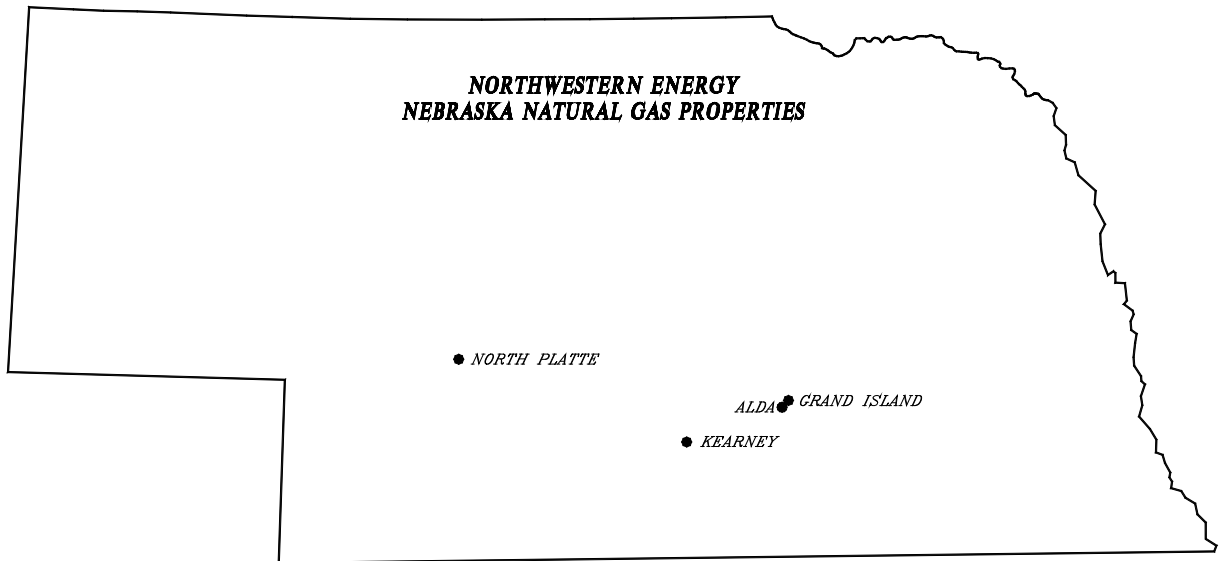 NORTHWESTERN ENERGY
NEBRASKA NATURAL GAS PROPERTIES
NORTH PLATTE
GRAND ISLAND
ALDA
KEARNEY